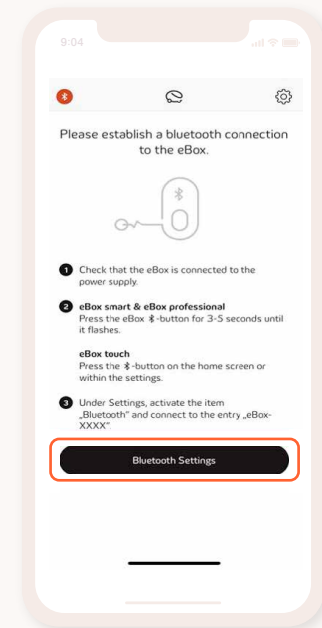 9:04
Please establish a bluetooth connection
to the eBox.
1 Check that the eBox is connected to the
power supply.
2 eBox smart & eBox professional
Press the eBox -button for 3-5 seconds until
it flashes.
eBox touch
Press the -button on the home screen or
within the settings.
3 Under Settings, activate the item
„Bluetooth" and connect to the entry „eBox-
XXXX"
Bluetooth Settings